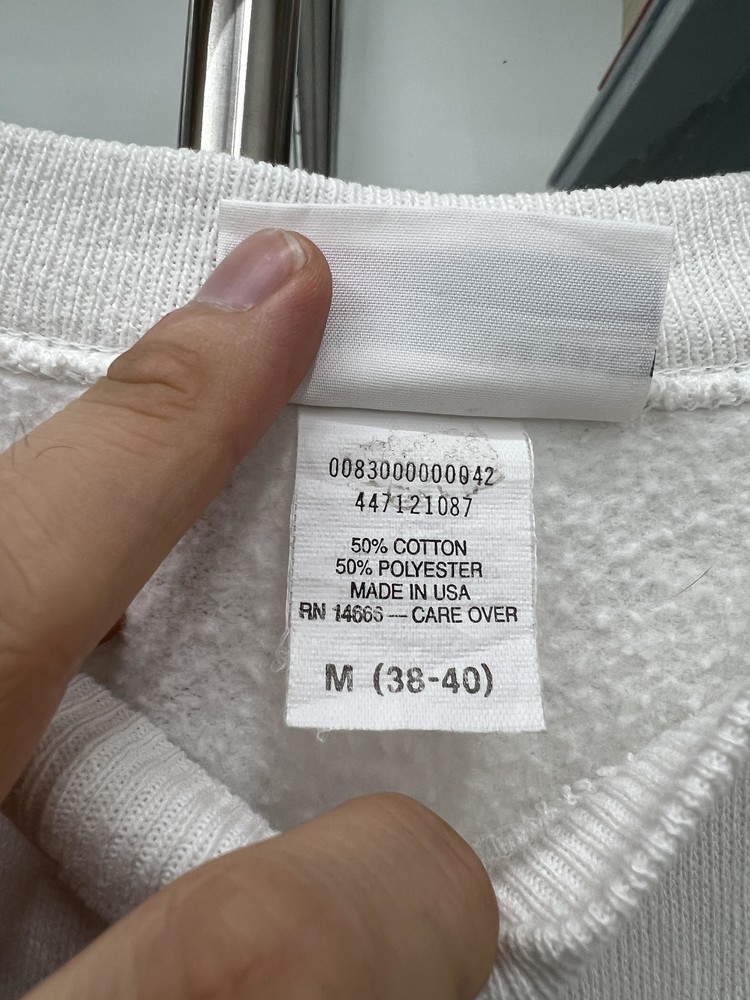 0083000000042
447121087
50% COTTON
50% POLYESTER
MADE IN USA
RN 14666 — CARE OVER
M (38-40)